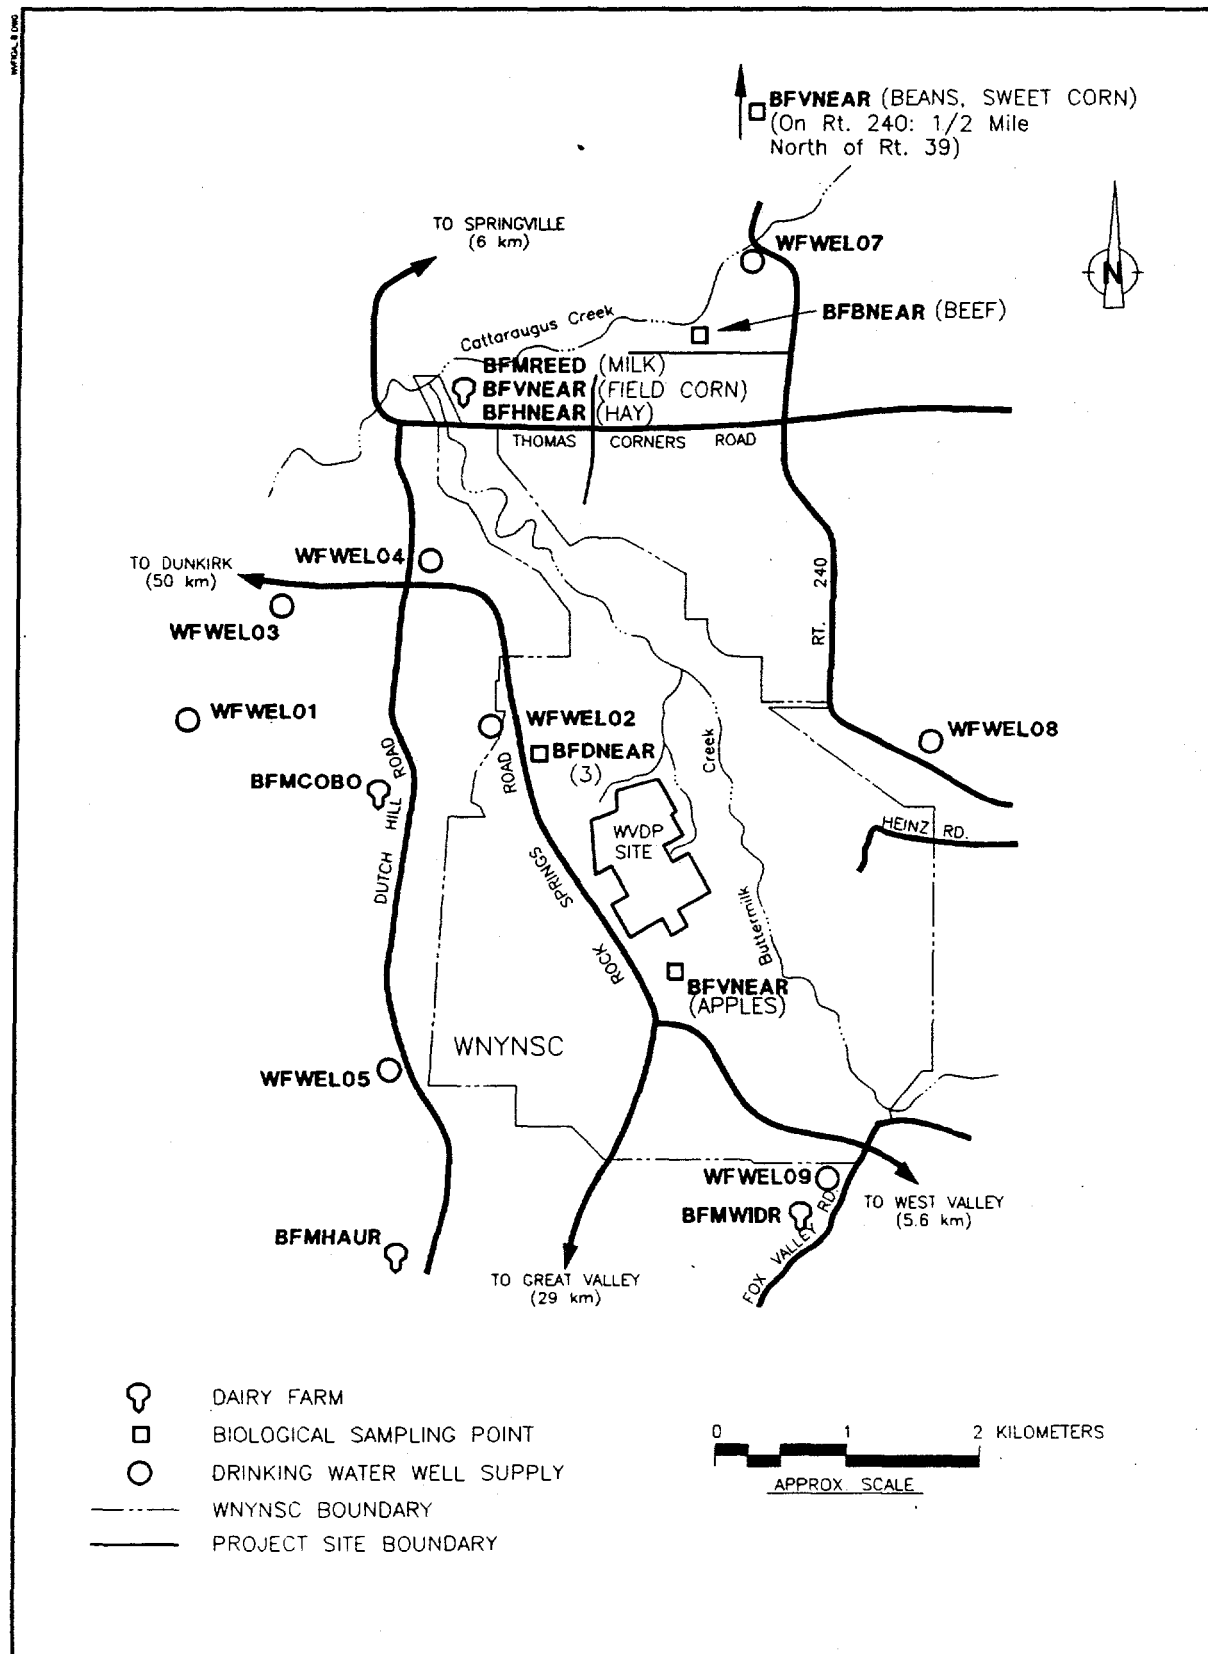 BFVNEAR (BEANS, SWEET CORN)
(On Rt. 240: 1/2 Mile
North of Rt. 39)
TO SPRINGVILLE
(6 km)
WFWEL07
N
BFBNEAR (BEEF)
Cattaraugus Creek
BFMREED (MILK)
BFVNEAR (FIELD CORN)
BFHNEAR (HAY)
THOMAS CORNERS ROAD
WFWEL04
TO DUNKIRK
(50 km)
RT. 240
WFWEL03
WFWEL01
WFWEL02
WFWEL08
BFDNEAR
(3)
BFMCOBO
DUTCH HILL ROAD
ROCK SPRINGS ROAD
Buttermilk Creek
WVDP
SITE
HEINZ RD.
BFVNEAR
(APPLES)
WNYNSC
WFWEL05
WFWEL09
BFMWIDR
TO WEST VALLEY
(5.6 km)
FOX VALLEY RD.
BFMHAUR
TO GREAT VALLEY
(29 km)
DAIRY FARM
BIOLOGICAL SAMPLING POINT
DRINKING WATER WELL SUPPLY
WNYNSC BOUNDARY
PROJECT SITE BOUNDARY
0 1 2 KILOMETERS
APPROX. SCALE